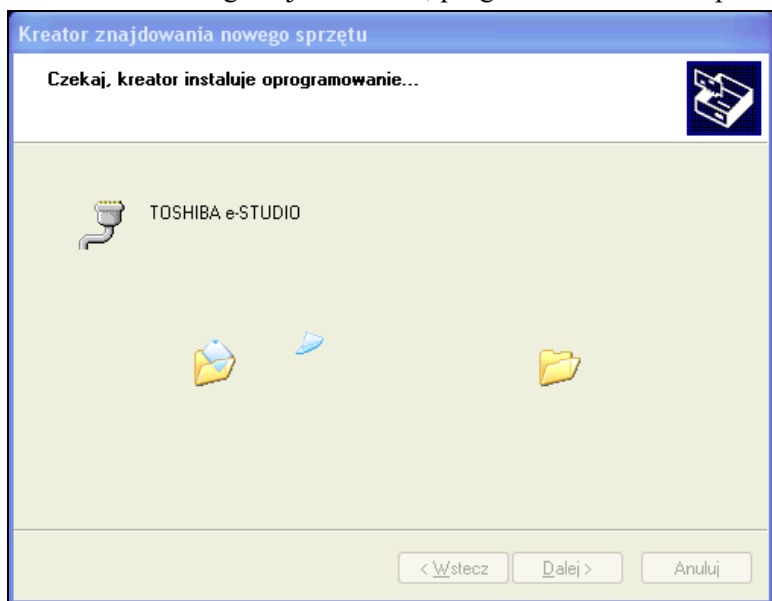 Kreator znajdowania nowego sprzętu
Czekaj, kreator instaluje oprogramowanie...
TOSHIBA e-STUDIO
< Wstecz
Dalej >
Anuluj